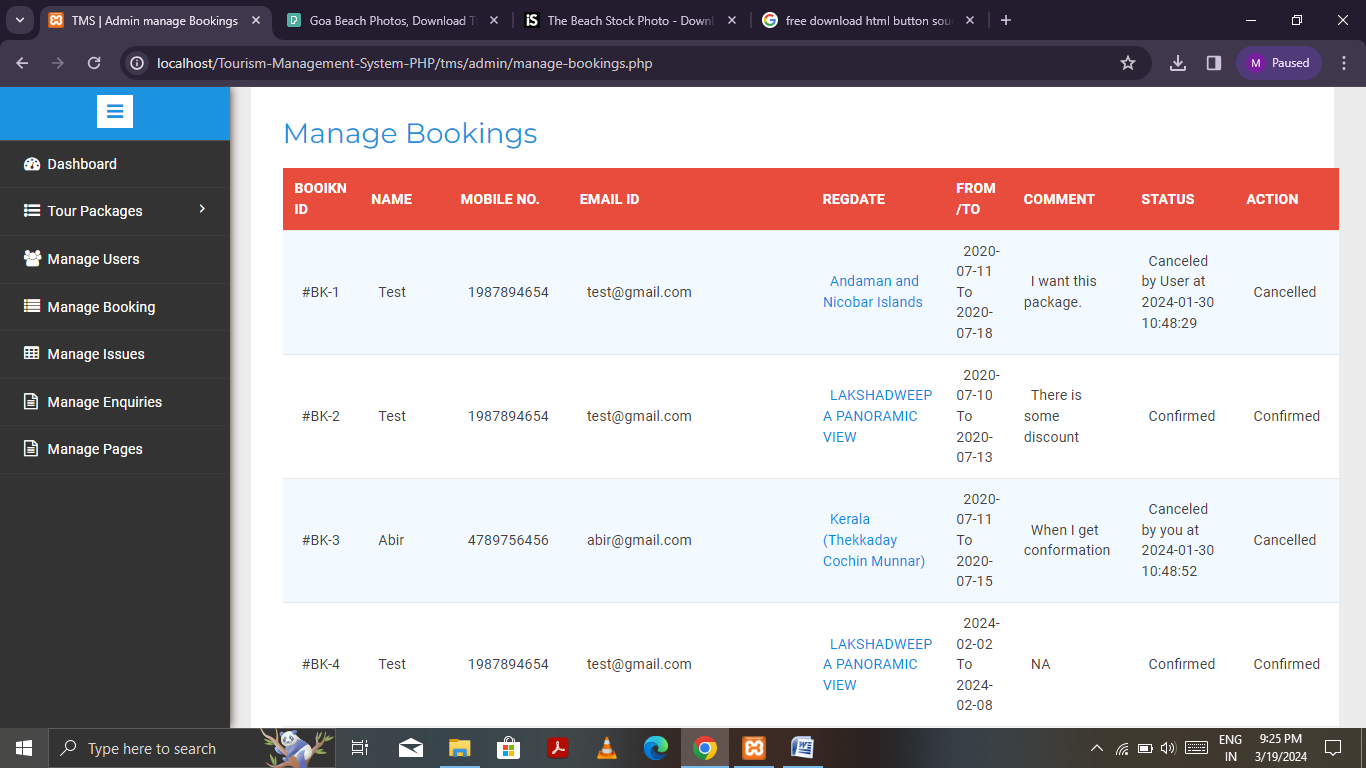 TMS | Admin manage Bookings
Goa Beach Photos, Download T
iS The Beach Stock Photo - Downl
free download html button sou
localhost/Tourism-Management-System-PHP/tms/admin/manage-bookings.php
M Paused
Dashboard
Tour Packages
Manage Users
Manage Booking
Manage Issues
Manage Enquiries
Manage Pages
Manage Bookings
BOOIKN
ID
NAME
MOBILE NO.
EMAIL ID
REGDATE
FROM
/TO
COMMENT
STATUS
ACTION
#BK-1
Test
1987894654
test@gmail.com
Andaman and
Nicobar Islands
2020-
07-11
To
2020-
07-18
I want this
package.
Canceled
by User at
2024-01-30
10:48:29
Cancelled
#BK-2
Test
1987894654
test@gmail.com
LAKSHADWEEP
A PANORAMIC
VIEW
2020-
07-10
To
2020-
07-13
There is
some
discount
Confirmed
Confirmed
#BK-3
Abir
4789756456
abir@gmail.com
Kerala
(Thekkaday
Cochin Munnar)
2020-
07-11
To
2020-
07-15
When I get
conformation
Canceled
by you at
2024-01-30
10:48:52
Cancelled
#BK-4
Test
1987894654
test@gmail.com
LAKSHADWEEP
A PANORAMIC
VIEW
2024-
02-02
To
2024-
02-08
NA
Confirmed
Confirmed
Type here to search
ENG
IN
9:25 PM
3/19/2024